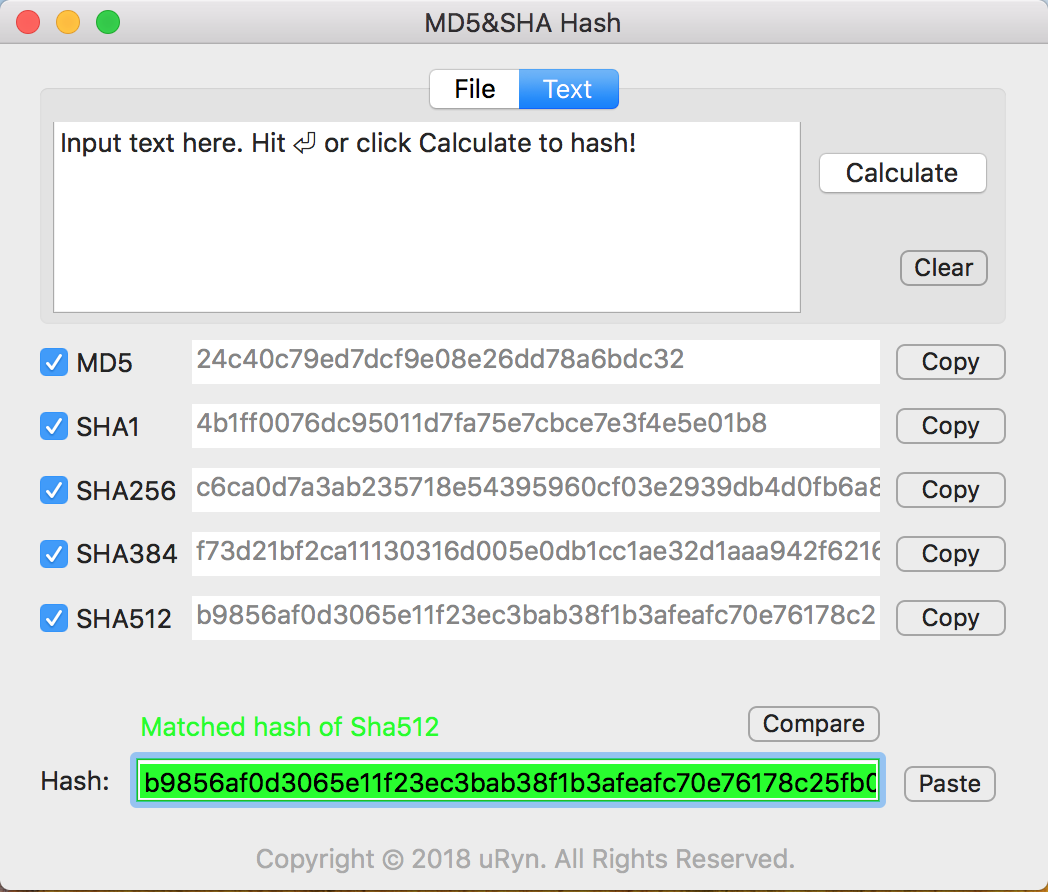 MD5&SHA Hash
File Text
Input text here. Hit ⏎ or click Calculate to hash!
Calculate
Clear
MD5 24c40c79ed7dcf9e08e26dd78a6bdc32 Copy
SHA1 4b1ff0076dc95011d7fa75e7cbce7e3f4e5e01b8 Copy
SHA256 c6ca0d7a3ab235718e54395960cf03e2939db4d0fb6a8 Copy
SHA384 f73d21bf2ca11130316d005e0db1cc1ae32d1aaa942f6216 Copy
SHA512 b9856af0d3065e11f23ec3bab38f1b3afeafc70e76178c2 Copy
Matched hash of Sha512 Compare
Hash: b9856af0d3065e11f23ec3bab38f1b3afeafc70e76178c25fb0 Paste
Copyright © 2018 uRyn. All Rights Reserved.